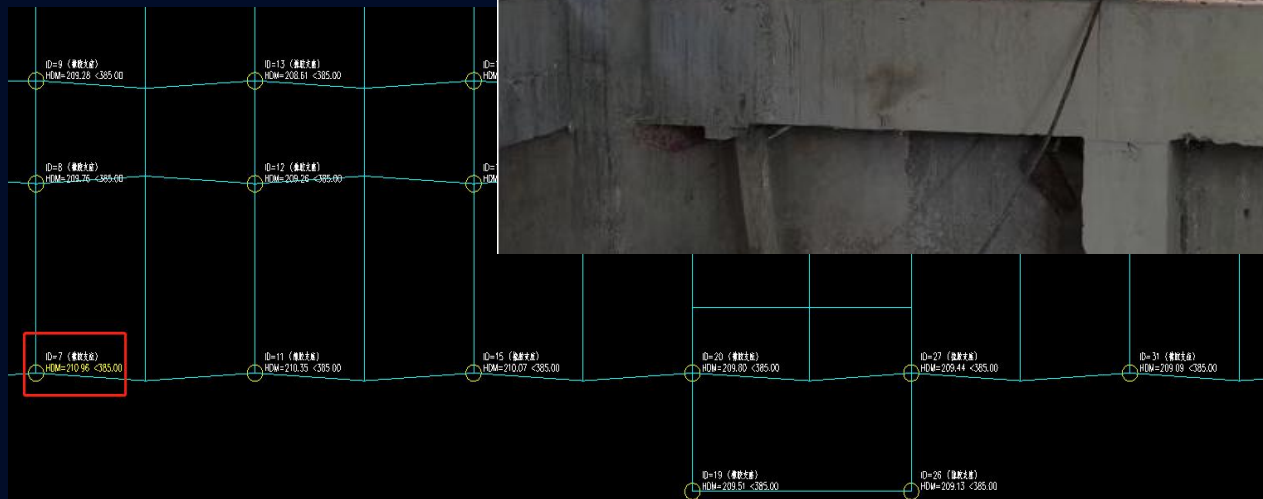 ID=9 (橡胶支座)
HDM=209.28 <385.00
ID=13 (橡胶支座)
HDM=208.61 <385.00
ID=8 (橡胶支座)
HDM=209.76 <385.00
ID=12 (橡胶支座)
HDM=209.26 <385.00
ID=7 (橡胶支座)
HDM=210.96 <385.00
ID=11 (橡胶支座)
HDM=210.35 <385.00
ID=15 (橡胶支座)
HDM=210.07 <385.00
ID=20 (橡胶支座)
HDM=209.80 <385.00
ID=27 (橡胶支座)
HDM=209.44 <385.00
ID=31 (橡胶支座)
HDM=209.09 <385.00
ID=19 (橡胶支座)
HDM=209.51 <385.00
ID=26 (橡胶支座)
HDM=209.13 <385.00